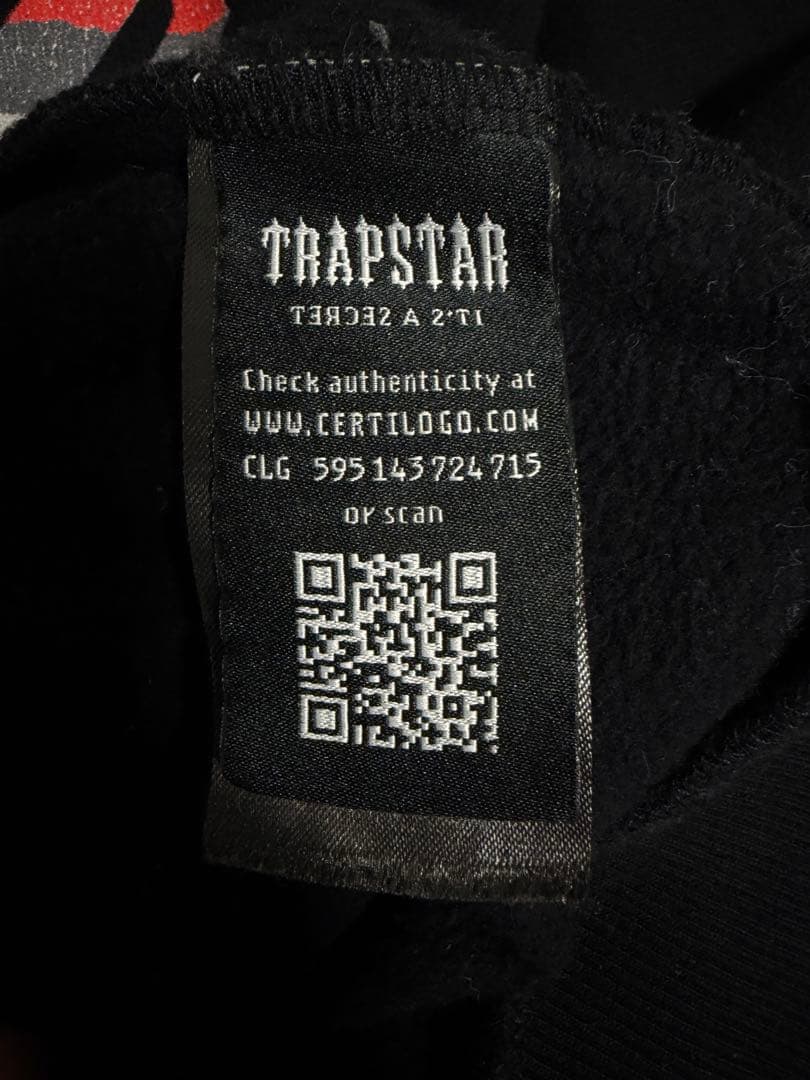 TRAPSTAR
IT'S A SECRET
Check authenticity at
WWW.CERTILOGO.COM
CLG 595143724715
or scan